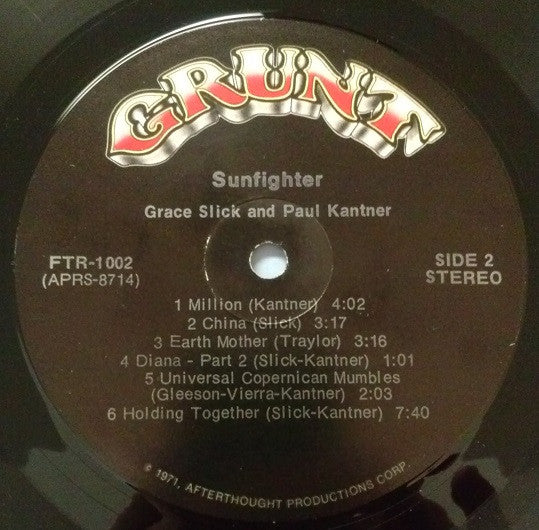 GRUNT
Sunfighter
Grace Slick and Paul Kantner
FTR-1002
(APRS-8714)
SIDE 2
STEREO
1 Million (Kantner) 4:02
2 China (Slick) 3:17
3 Earth Mother (Traylor) 3:16
4 Diana - Part 2 (Slick-Kantner) 1:01
5 Universal Copernican Mumbles
(Gleeson-Vierra-Kantner) 2:03
6 Holding Together (Slick-Kantner) 7:40
© 1971, AFTERTHOUGHT PRODUCTIONS CORP.